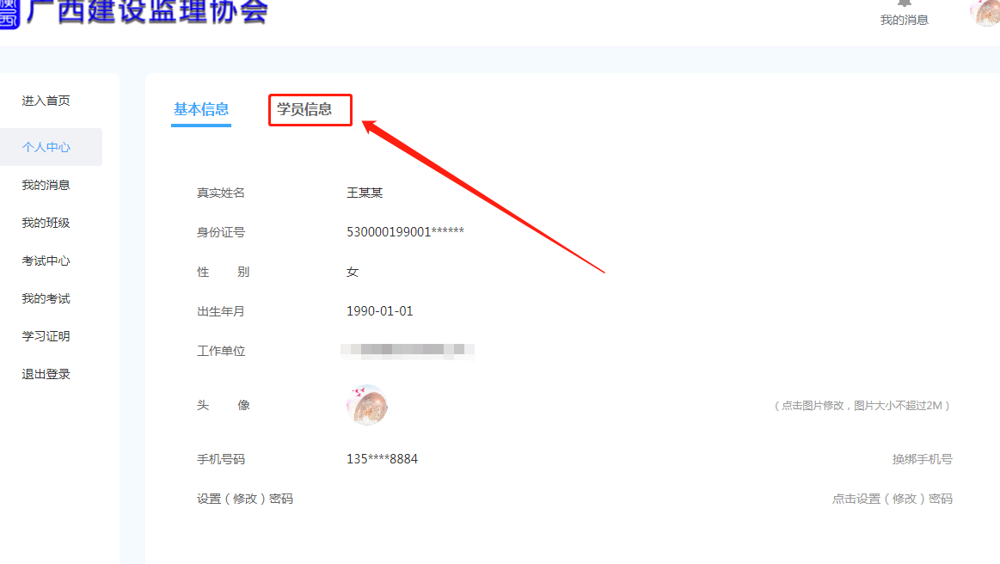 广西建设监理协会
我的消息
进入首页
个人中心
我的消息
我的班级
考试中心
我的考试
学习证明
退出登录
基本信息 学员信息
真实姓名 王某某
身份证号 530000199001******
性 别 女
出生年月 1990-01-01
工作单位
头 像 （点击图片修改，图片大小不超过2M）
手机号码 135****8884 换绑手机号
设置（修改）密码 点击设置（修改）密码